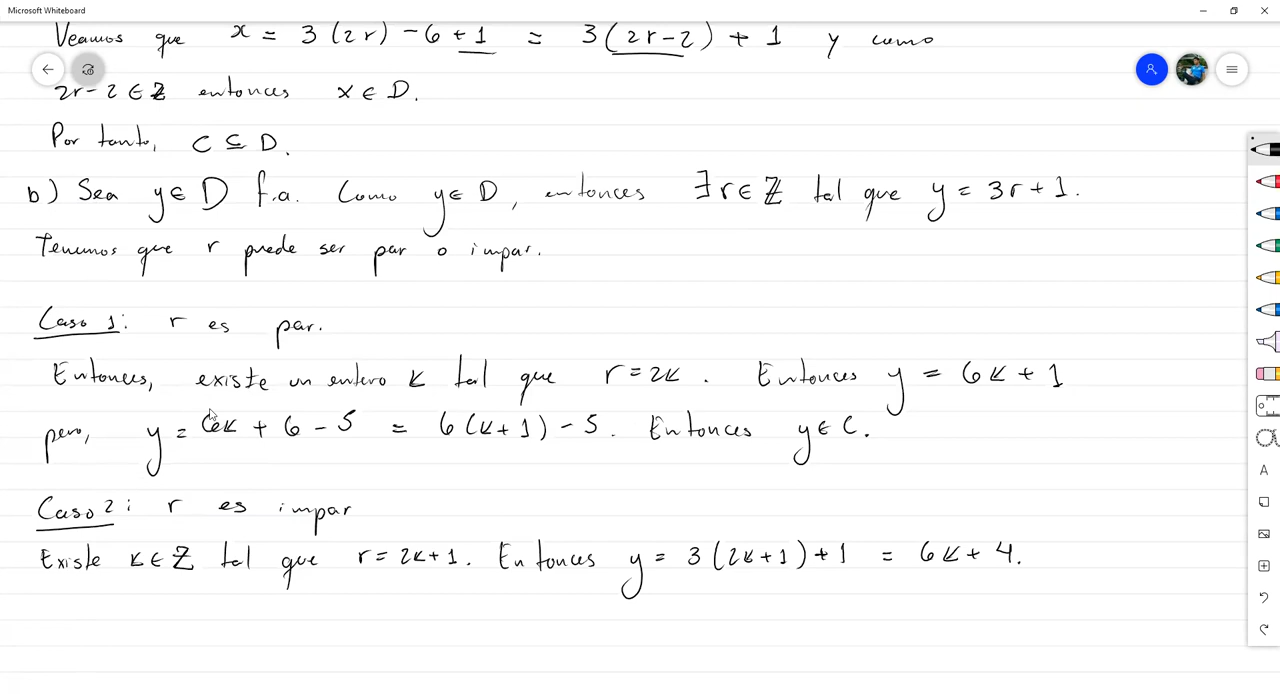 Microsoft Whiteboard
Veamos que x = 3(2r) - 6 + 1 = 3(2r-2) + 1 y como
2r-2 ∈ ℤ entonces x ∈ D.
Por tanto, C ⊆ D.
b) Sea y ∈ D f.a. Como y ∈ D, entonces ∃ r ∈ ℤ tal que y = 3r + 1.
Tenemos que r puede ser par o impar.
Caso 1: r es par.
Entonces, existe un entero k tal que r = 2k. Entonces y = 6k + 1
pero, y = 6k + 6 - 5 = 6(k+1) - 5. Entonces y ∈ C.
Caso 2: r es impar
Existe k ∈ ℤ tal que r = 2k+1. Entonces y = 3(2k+1)+1 = 6k + 4.